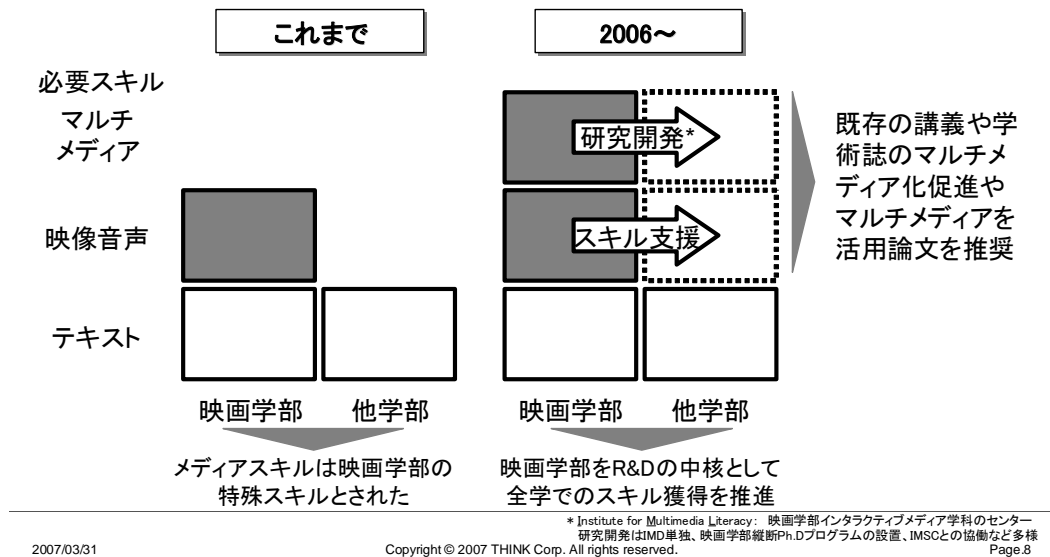 これまで
2006～
必要スキル
マルチ
メディア
研究開発*
既存の講義や学
術誌のマルチメ
ディア化促進や
マルチメディアを
活用論文を推奨
映像音声
スキル支援
テキスト
映画学部
他学部
映画学部
他学部
メディアスキルは映画学部の
特殊スキルとされた
映画学部をR&Dの中核として
全学でのスキル獲得を推進
* Institute for Multimedia Literacy： 映画学部インタラクティブメディア学科のセンター
研究開発はIMD単独、映画学部縦断Ph.Dプログラムの設置、IMSCとの協働など多様
2007/03/31
Copyright © 2007 THINK Corp. All rights reserved.
Page.8